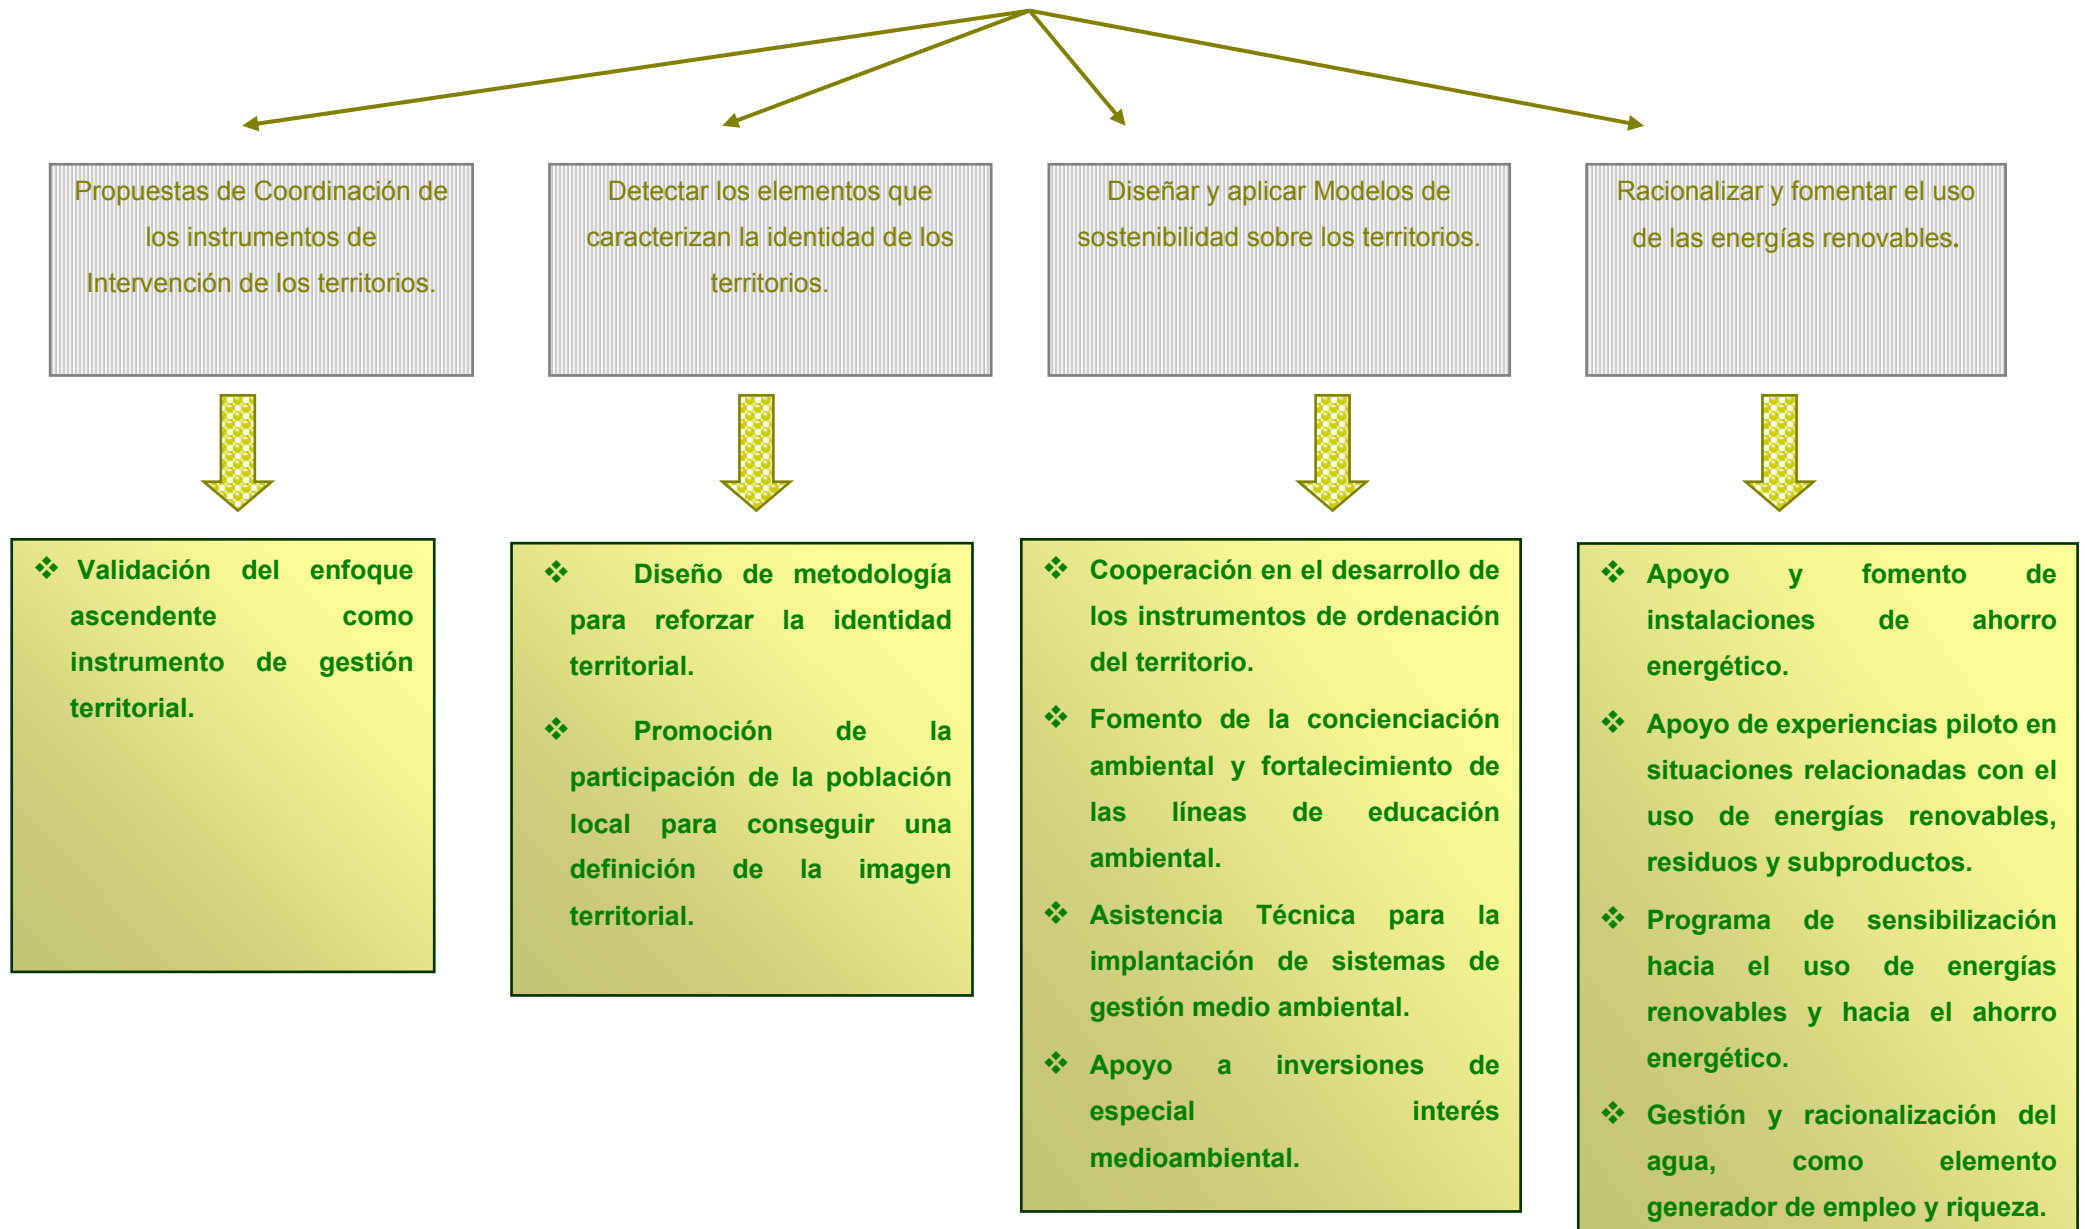 Propuestas de Coordinación de
los instrumentos de
Intervención de los territorios.
Detectar los elementos que
caracterizan la identidad de los
territorios.
Diseñar y aplicar Modelos de
sostenibilidad sobre los territorios.
Racionalizar y fomentar el uso
de las energías renovables.
❖ Validación del enfoque
ascendente como
instrumento de gestión
territorial.
❖ Diseño de metodología
para reforzar la identidad
territorial.
❖ Promoción de la
participación de la población
local para conseguir una
definición de la imagen
territorial.
❖ Cooperación en el desarrollo de
los instrumentos de ordenación
del territorio.
❖ Fomento de la concienciación
ambiental y fortalecimiento de
las líneas de educación
ambiental.
❖ Asistencia Técnica para la
implantación de sistemas de
gestión medio ambiental.
❖ Apoyo a inversiones de
especial interés
medioambiental.
❖ Apoyo y fomento de
instalaciones de ahorro
energético.
❖ Apoyo de experiencias piloto en
situaciones relacionadas con el
uso de energías renovables,
residuos y subproductos.
❖ Programa de sensibilización
hacia el uso de energías
renovables y hacia el ahorro
energético.
❖ Gestión y racionalización del
agua, como elemento
generador de empleo y riqueza.